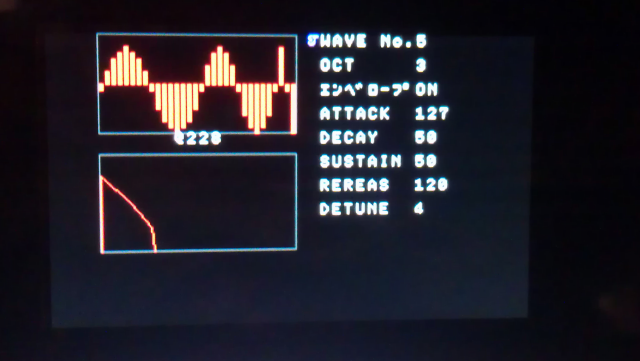 WAVE No.5
OCT 3
エンベロープ ON
ATTACK 127
DECAY 50
SUSTAIN 50
REREAS 120
DETUNE 4